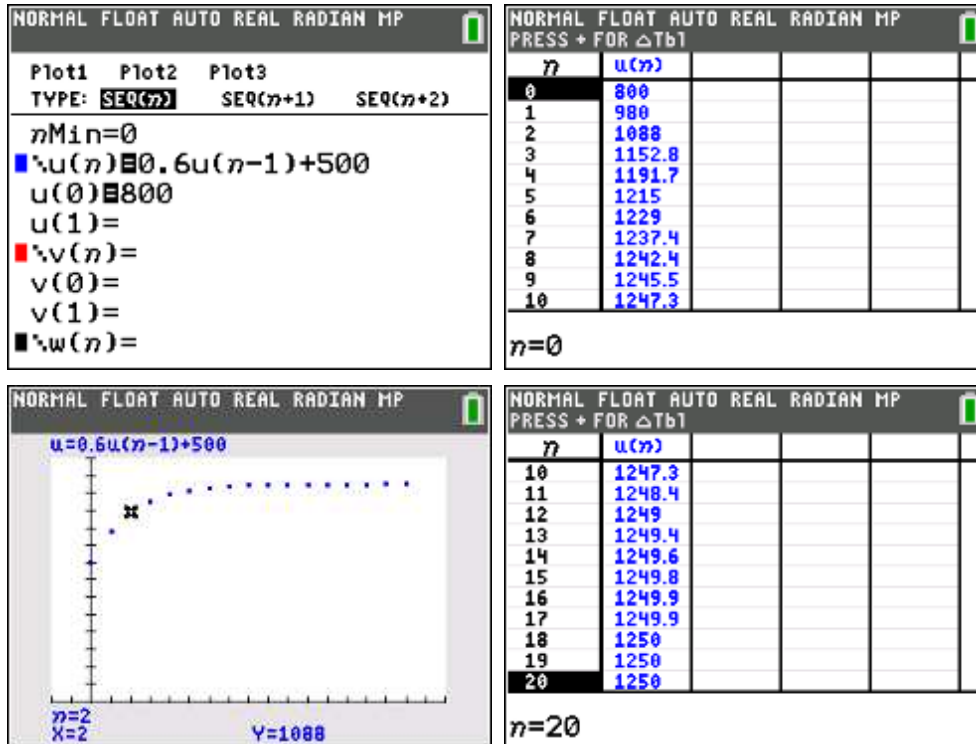 NORMAL FLOAT AUTO REAL RADIAN MP
Plot1 Plot2 Plot3
TYPE: SEQ(n) SEQ(n+1) SEQ(n+2)
nMin=0
\u(n)=0.6u(n-1)+500
u(0)=800
u(1)=
\v(n)=
v(0)=
v(1)=
\w(n)=
NORMAL FLOAT AUTO REAL RADIAN MP
PRESS + FOR △Tbl
n u(n)
0 800
1 980
2 1088
3 1152.8
4 1191.7
5 1215
6 1229
7 1237.4
8 1242.4
9 1245.5
10 1247.3
n=0
NORMAL FLOAT AUTO REAL RADIAN MP
u=0.6u(n-1)+500
n=2
X=2 Y=1088
NORMAL FLOAT AUTO REAL RADIAN MP
PRESS + FOR △Tbl
n u(n)
10 1247.3
11 1248.4
12 1249
13 1249.4
14 1249.6
15 1249.8
16 1249.9
17 1249.9
18 1250
19 1250
20 1250
n=20